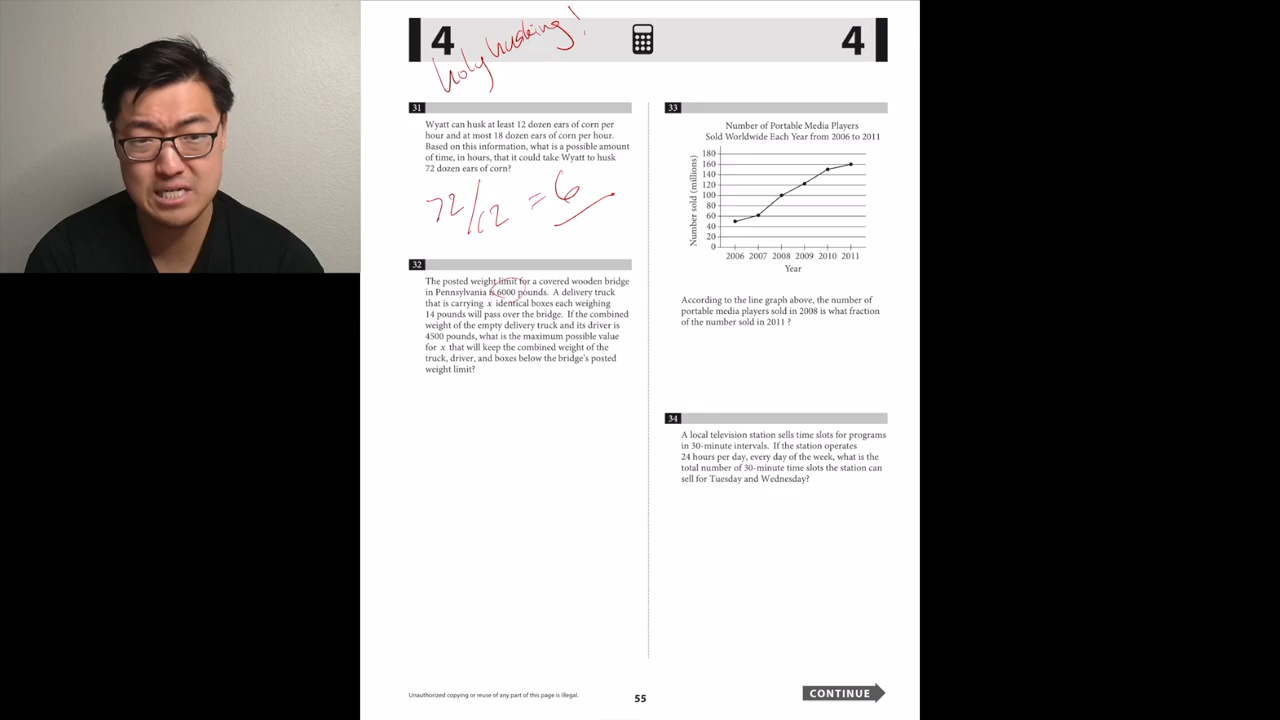 4
holy husking!
4
31
Wyatt can husk at least 12 dozen ears of corn per
hour and at most 18 dozen ears of corn per hour.
Based on this information, what is a possible amount
of time, in hours, that it could take Wyatt to husk
72 dozen ears of corn?
72/12 = 6
32
The posted weight limit for a covered wooden bridge
in Pennsylvania is 6000 pounds. A delivery truck
that is carrying x identical boxes each weighing
14 pounds will pass over the bridge. If the combined
weight of the empty delivery truck and its driver is
4500 pounds, what is the maximum possible value
for x that will keep the combined weight of the
truck, driver, and boxes below the bridge's posted
weight limit?
33
Number of Portable Media Players
Sold Worldwide Each Year from 2006 to 2011
Number sold (millions)
180
160
140
120
100
80
60
40
20
0
2006 2007 2008 2009 2010 2011
Year
According to the line graph above, the number of
portable media players sold in 2008 is what fraction
of the number sold in 2011 ?
34
A local television station sells time slots for programs
in 30-minute intervals. If the station operates
24 hours per day, every day of the week, what is the
total number of 30-minute time slots the station can
sell for Tuesday and Wednesday?
Unauthorized copying or reuse of any part of this page is illegal.
55
CONTINUE